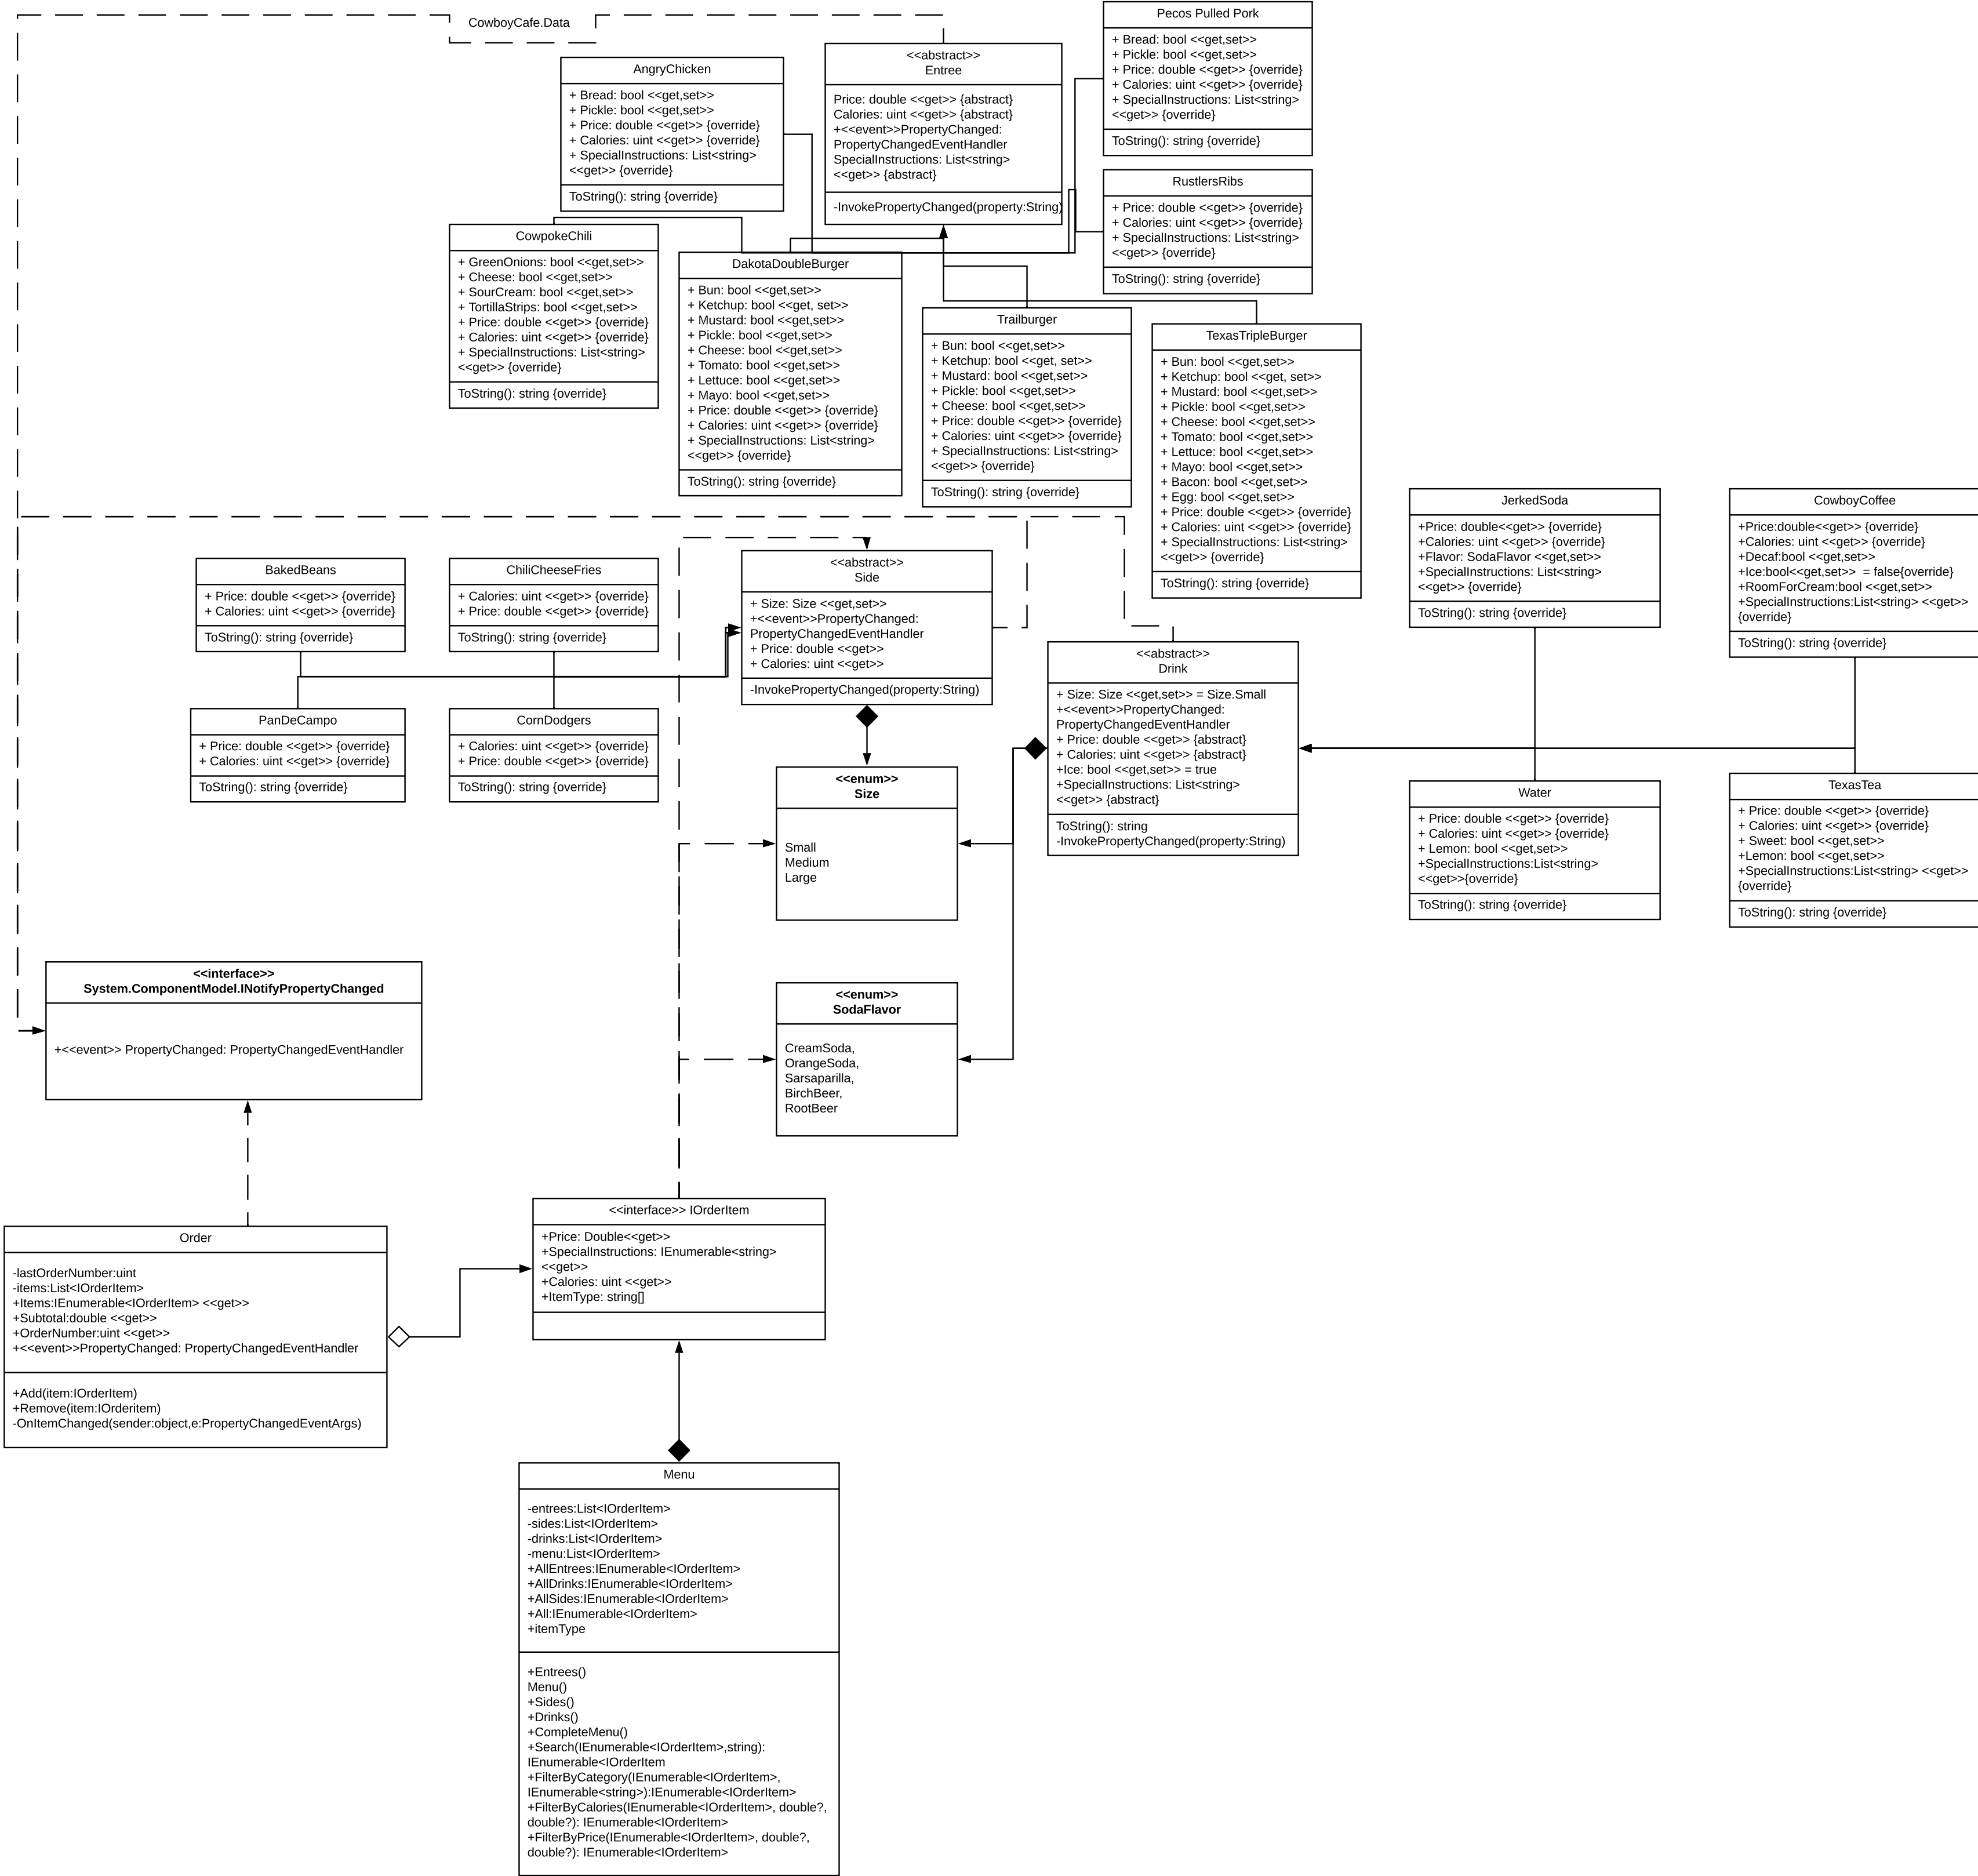 CowboyCafe.Data
Pecos Pulled Pork
+ Bread: bool <<get,set>>
+ Pickle: bool <<get,set>>
+ Price: double <<get>> {override}
+ Calories: uint <<get>> {override}
+ SpecialInstructions: List<string>
<<get>> {override}
ToString(): string {override}
<<abstract>>
Entree
Price: double <<get>> {abstract}
Calories: uint <<get>> {abstract}
+<<event>>PropertyChanged:
PropertyChangedEventHandler
SpecialInstructions: List<string>
<<get>> {abstract}
-InvokePropertyChanged(property:String)
AngryChicken
+ Bread: bool <<get,set>>
+ Pickle: bool <<get,set>>
+ Price: double <<get>> {override}
+ Calories: uint <<get>> {override}
+ SpecialInstructions: List<string>
<<get>> {override}
ToString(): string {override}
RustlersRibs
+ Price: double <<get>> {override}
+ Calories: uint <<get>> {override}
+ SpecialInstructions: List<string>
<<get>> {override}
ToString(): string {override}
CowpokeChili
+ GreenOnions: bool <<get,set>>
+ Cheese: bool <<get,set>>
+ SourCream: bool <<get,set>>
+ TortillaStrips: bool <<get,set>>
+ Price: double <<get>> {override}
+ Calories: uint <<get>> {override}
+ SpecialInstructions: List<string>
<<get>> {override}
ToString(): string {override}
DakotaDoubleBurger
+ Bun: bool <<get,set>>
+ Ketchup: bool <<get, set>>
+ Mustard: bool <<get,set>>
+ Pickle: bool <<get,set>>
+ Cheese: bool <<get,set>>
+ Tomato: bool <<get,set>>
+ Lettuce: bool <<get,set>>
+ Mayo: bool <<get,set>>
+ Price: double <<get>> {override}
+ Calories: uint <<get>> {override}
+ SpecialInstructions: List<string>
<<get>> {override}
ToString(): string {override}
Trailburger
+ Bun: bool <<get,set>>
+ Ketchup: bool <<get, set>>
+ Mustard: bool <<get,set>>
+ Pickle: bool <<get,set>>
+ Cheese: bool <<get,set>>
+ Price: double <<get>> {override}
+ Calories: uint <<get>> {override}
+ SpecialInstructions: List<string>
<<get>> {override}
ToString(): string {override}
TexasTripleBurger
+ Bun: bool <<get,set>>
+ Ketchup: bool <<get, set>>
+ Mustard: bool <<get,set>>
+ Pickle: bool <<get,set>>
+ Cheese: bool <<get,set>>
+ Tomato: bool <<get,set>>
+ Lettuce: bool <<get,set>>
+ Mayo: bool <<get,set>>
+ Bacon: bool <<get,set>>
+ Egg: bool <<get,set>>
+ Price: double <<get>> {override}
+ Calories: uint <<get>> {override}
+ SpecialInstructions: List<string>
<<get>> {override}
ToString(): string {override}
JerkedSoda
+Price: double<<get>> {override}
+Calories: uint <<get>> {override}
+Flavor: SodaFlavor <<get,set>>
+SpecialInstructions: List<string>
<<get>> {override}
ToString(): string {override}
CowboyCoffee
+Price:double<<get>> {override}
+Calories: uint <<get>> {override}
+Decaf:bool <<get,set>>
+Ice:bool<<get,set>>  = false{override}
+RoomForCream:bool <<get,set>>
+SpecialInstructions:List<string> <<get>>
{override}
ToString(): string {override}
BakedBeans
+ Price: double <<get>> {override}
+ Calories: uint <<get>> {override}
ToString(): string {override}
ChiliCheeseFries
+ Calories: uint <<get>> {override}
+ Price: double <<get>> {override}
ToString(): string {override}
<<abstract>>
Side
+ Size: Size <<get,set>>
+<<event>>PropertyChanged:
PropertyChangedEventHandler
+ Price: double <<get>>
+ Calories: uint <<get>>
-InvokePropertyChanged(property:String)
<<abstract>>
Drink
+ Size: Size <<get,set>> = Size.Small
+<<event>>PropertyChanged:
PropertyChangedEventHandler
+ Price: double <<get>> {abstract}
+ Calories: uint <<get>> {abstract}
+Ice: bool <<get,set>> = true
+SpecialInstructions: List<string>
<<get>> {abstract}
ToString(): string
-InvokePropertyChanged(property:String)
PanDeCampo
+ Price: double <<get>> {override}
+ Calories: uint <<get>> {override}
ToString(): string {override}
CornDodgers
+ Calories: uint <<get>> {override}
+ Price: double <<get>> {override}
ToString(): string {override}
<<enum>>
Size
Small
Medium
Large
Water
+ Price: double <<get>> {override}
+ Calories: uint <<get>> {override}
+ Lemon: bool <<get,set>>
+SpecialInstructions:List<string>
<<get>>{override}
ToString(): string {override}
TexasTea
+ Price: double <<get>> {override}
+ Calories: uint <<get>> {override}
+ Sweet: bool <<get,set>>
+Lemon: bool <<get,set>>
+SpecialInstructions:List<string> <<get>>
{override}
ToString(): string {override}
<<interface>>
System.ComponentModel.INotifyPropertyChanged
+<<event>> PropertyChanged: PropertyChangedEventHandler
<<enum>>
SodaFlavor
CreamSoda,
OrangeSoda,
Sarsaparilla,
BirchBeer,
RootBeer
Order
-lastOrderNumber:uint
-items:List<IOrderItem>
+Items:IEnumerable<IOrderItem> <<get>>
+Subtotal:double <<get>>
+OrderNumber:uint <<get>>
+<<event>>PropertyChanged: PropertyChangedEventHandler
+Add(item:IOrderItem)
+Remove(item:IOrderitem)
-OnItemChanged(sender:object,e:PropertyChangedEventArgs)
<<interface>> IOrderItem
+Price: Double<<get>>
+SpecialInstructions: IEnumerable<string>
<<get>>
+Calories: uint <<get>>
+ItemType: string[]
Menu
-entrees:List<IOrderItem>
-sides:List<IOrderItem>
-drinks:List<IOrderItem>
-menu:List<IOrderItem>
+AllEntrees:IEnumerable<IOrderItem>
+AllDrinks:IEnumerable<IOrderItem>
+AllSides:IEnumerable<IOrderItem>
+All:IEnumerable<IOrderItem>
+itemType
+Entrees()
Menu()
+Sides()
+Drinks()
+CompleteMenu()
+Search(IEnumerable<IOrderItem>,string):
IEnumerable<IOrderItem
+FilterByCategory(IEnumerable<IOrderItem>,
IEnumerable<string>):IEnumerable<IOrderItem>
+FilterByCalories(IEnumerable<IOrderItem>, double?,
double?): IEnumerable<IOrderItem>
+FilterByPrice(IEnumerable<IOrderItem>, double?,
double?): IEnumerable<IOrderItem>